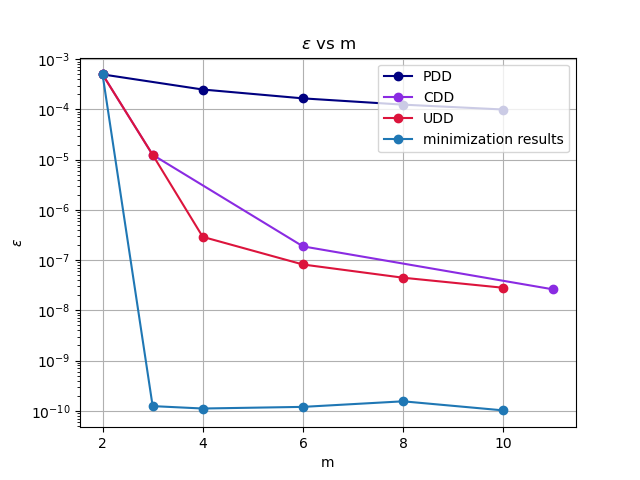 ε vs m
10⁻³
10⁻⁴
10⁻⁵
10⁻⁶
10⁻⁷
10⁻⁸
10⁻⁹
10⁻¹⁰
ε
PDD
CDD
UDD
minimization results
2 4 6 8 10
m